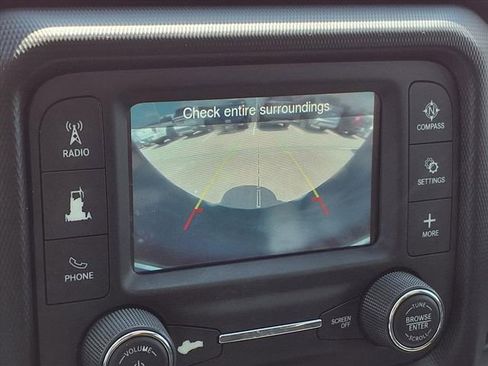 Check entire surroundings
RADIO
COMPASS
SETTINGS
MORE
PHONE
VOLUME
SCREEN
OFF
TUNE
BROWSE/
ENTER
SCROLL